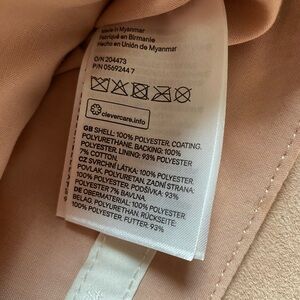 Made in Myanmar
Fabriqué en Birmanie
Hecho en Unión de Myanmar
O/N 204473
P/N 05692447
clevercare.info
GB SHELL: 100% POLYESTER. COATING.
POLYURETHANE. BACKING: 100%
POLYESTER. LINING: 93% POLYESTER
7% COTTON.
CZ SVRCHNÍ LÁTKA: 100% POLYESTER.
POVLAK. POLYURETAN. ZADNÍ STRANA:
100% POLYESTER. PODŠÍVKA: 93%
POLYESTER 7% BAVLNA.
DE OBERMATERIAL: 100% POLYESTER.
BELAG. POLYURETHAN. RÜCKSEITE:
100% POLYESTER. FUTTER: 93%